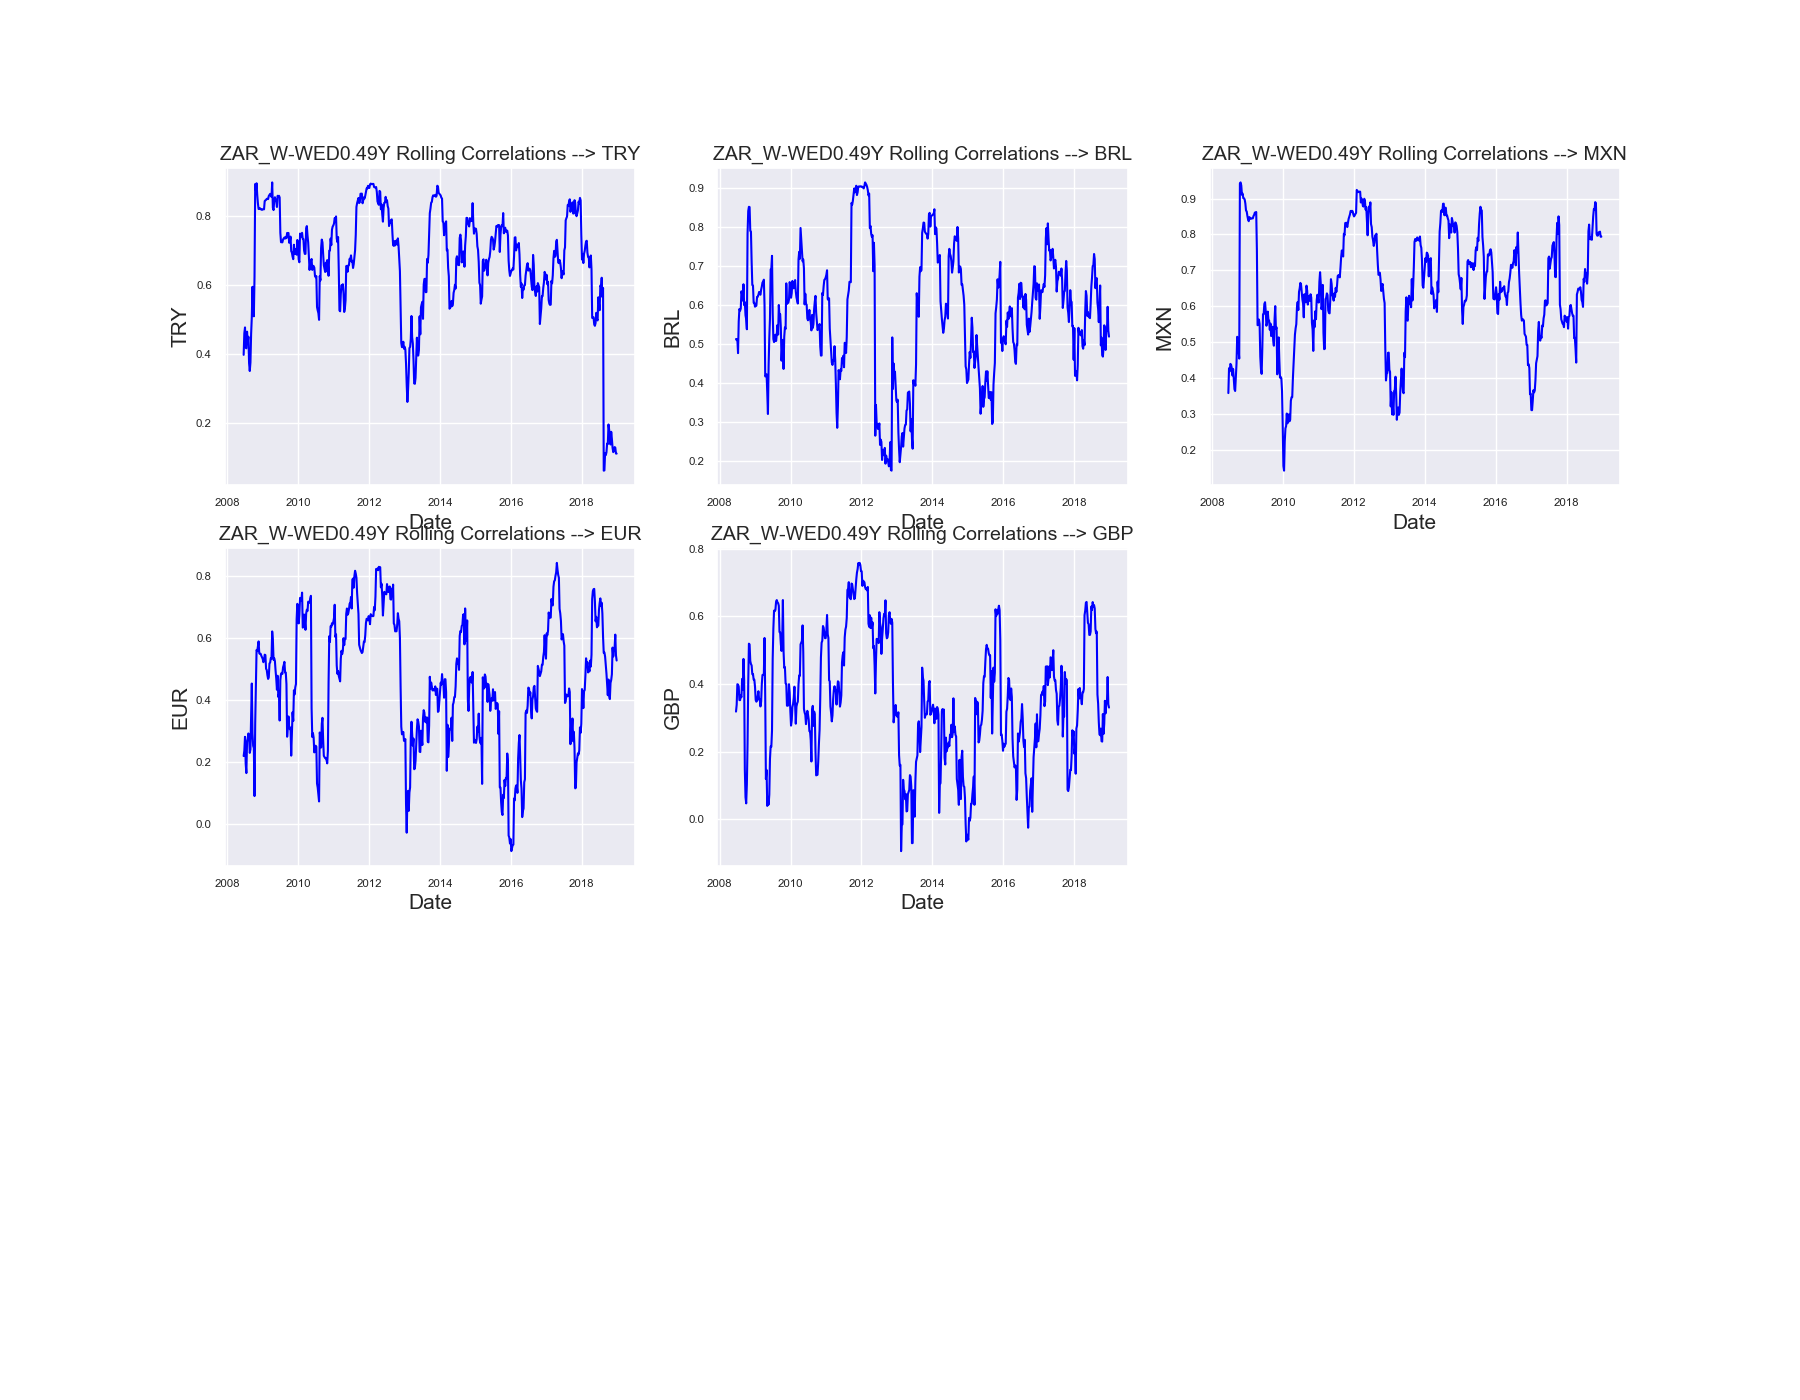 ZAR_W-WED0.49Y Rolling Correlations --> TRY
0.8
0.6
0.4
0.2
TRY
2008 2010 2012 2014 2016 2018
Date
ZAR_W-WED0.49Y Rolling Correlations --> BRL
0.9
0.8
0.7
0.6
0.5
0.4
0.3
0.2
BRL
2008 2010 2012 2014 2016 2018
Date
ZAR_W-WED0.49Y Rolling Correlations --> MXN
0.9
0.8
0.7
0.6
0.5
0.4
0.3
0.2
MXN
2008 2010 2012 2014 2016 2018
Date
ZAR_W-WED0.49Y Rolling Correlations --> EUR
0.8
0.6
0.4
0.2
0.0
EUR
2008 2010 2012 2014 2016 2018
Date
ZAR_W-WED0.49Y Rolling Correlations --> GBP
0.8
0.6
0.4
0.2
0.0
GBP
2008 2010 2012 2014 2016 2018
Date